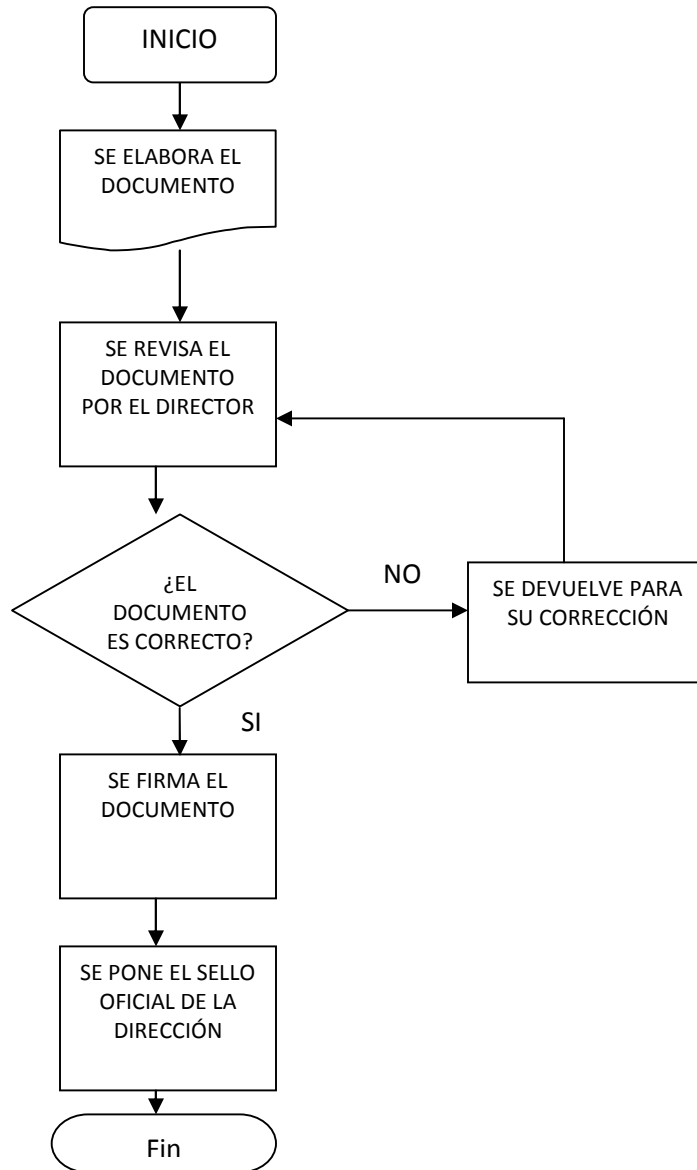 INICIO
SE ELABORA EL
DOCUMENTO
SE REVISA EL
DOCUMENTO
POR EL DIRECTOR
¿EL
DOCUMENTO
ES CORRECTO?
NO
SE DEVUELVE PARA
SU CORRECCIÓN
SI
SE FIRMA EL
DOCUMENTO
SE PONE EL SELLO
OFICIAL DE LA
DIRECCIÓN
Fin